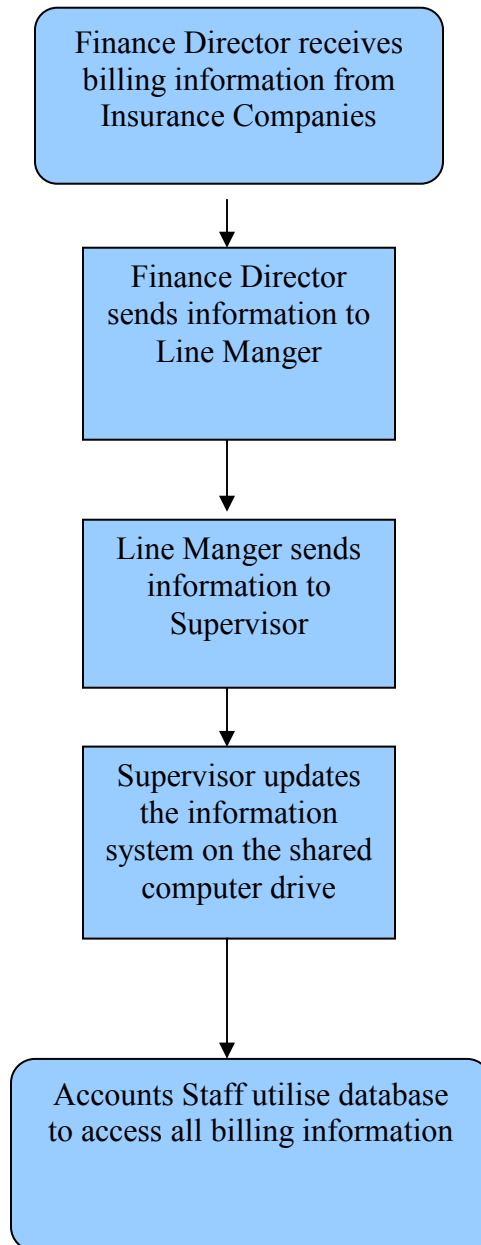 Finance Director receives
billing information from
Insurance Companies
Finance Director
sends information to
Line Manger
Line Manger sends
information to
Supervisor
Supervisor updates
the information
system on the shared
computer drive
Accounts Staff utilise database
to access all billing information